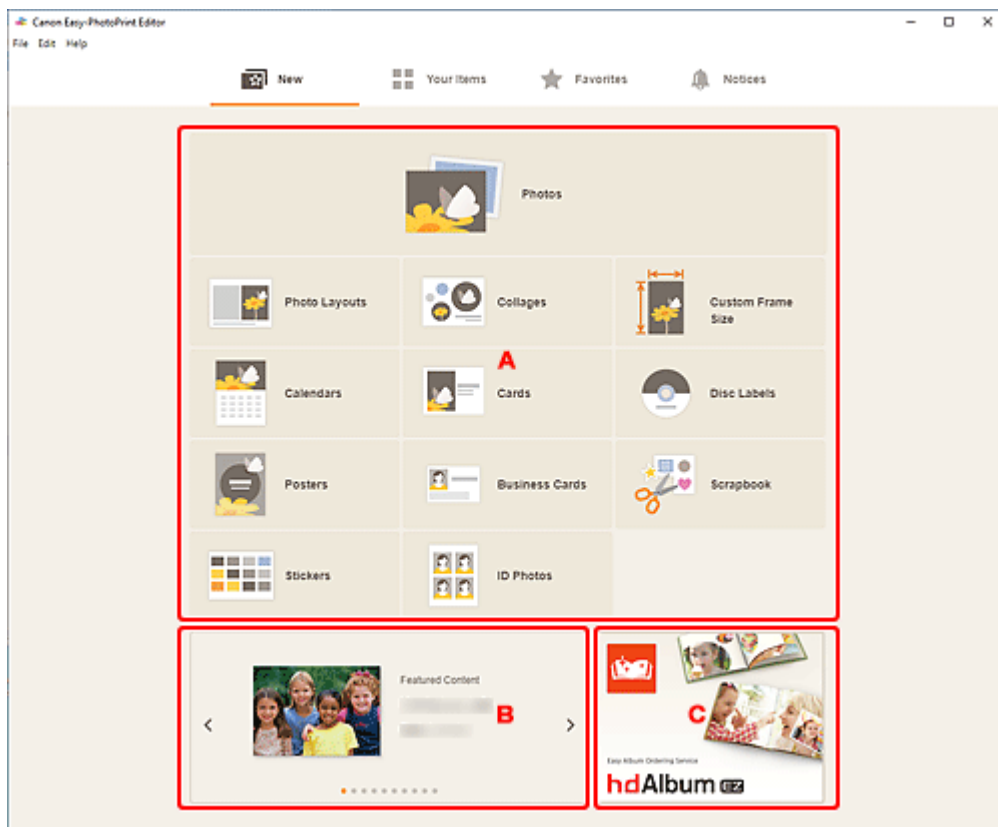 Canon Easy-PhotoPrint Editor
File Edit Help
New Your Items Favorites Notices
Photos
Photo Layouts
Collages
Custom Frame
Size
A
Calendars
Cards
Disc Labels
Posters
Business Cards
Scrapbook
Stickers
ID Photos
Featured Content
B
C
Easy Album Ordering Service
hdAlbum EZ